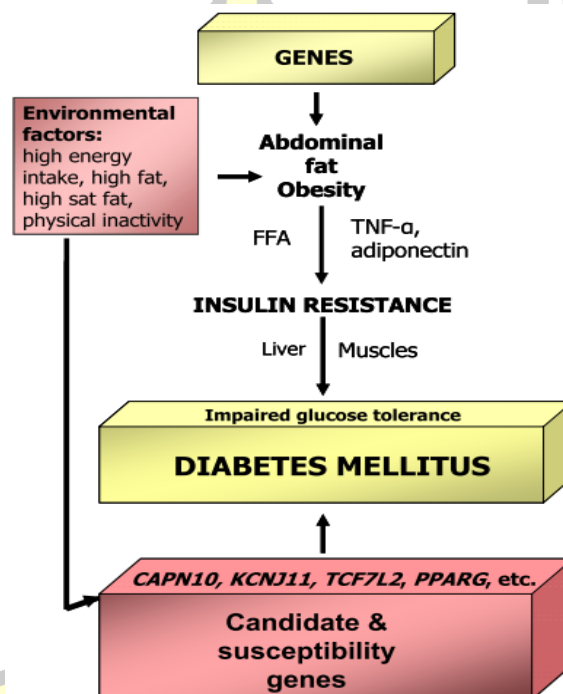 GENES
Environmental
factors:
high energy
intake, high fat,
high sat fat,
physical inactivity
Abdominal
fat
Obesity
FFA
TNF-α,
adiponectin
INSULIN RESISTANCE
Liver
Muscles
Impaired glucose tolerance
DIABETES MELLITUS
CAPN10, KCNJ11, TCF7L2, PPARG, etc.
Candidate &
susceptibility
genes